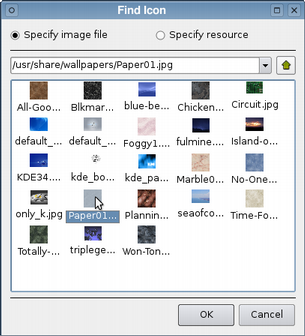 Find Icon
Specify image file Specify resource
/usr/share/wallpapers/Paper01.jpg
All-Goo... Blkmar... blue-be... Chicken... Circuit.jpg
default_... default_... Foggy1.... fulmine.... Island-o...
KDE34.... kde_bo... kde_pa... Marble0... No-One...
only_k.jpg Paper01... Plannin... seaofco... Time-Fo...
Totally-... triplege... Won-Ton...
OK Cancel